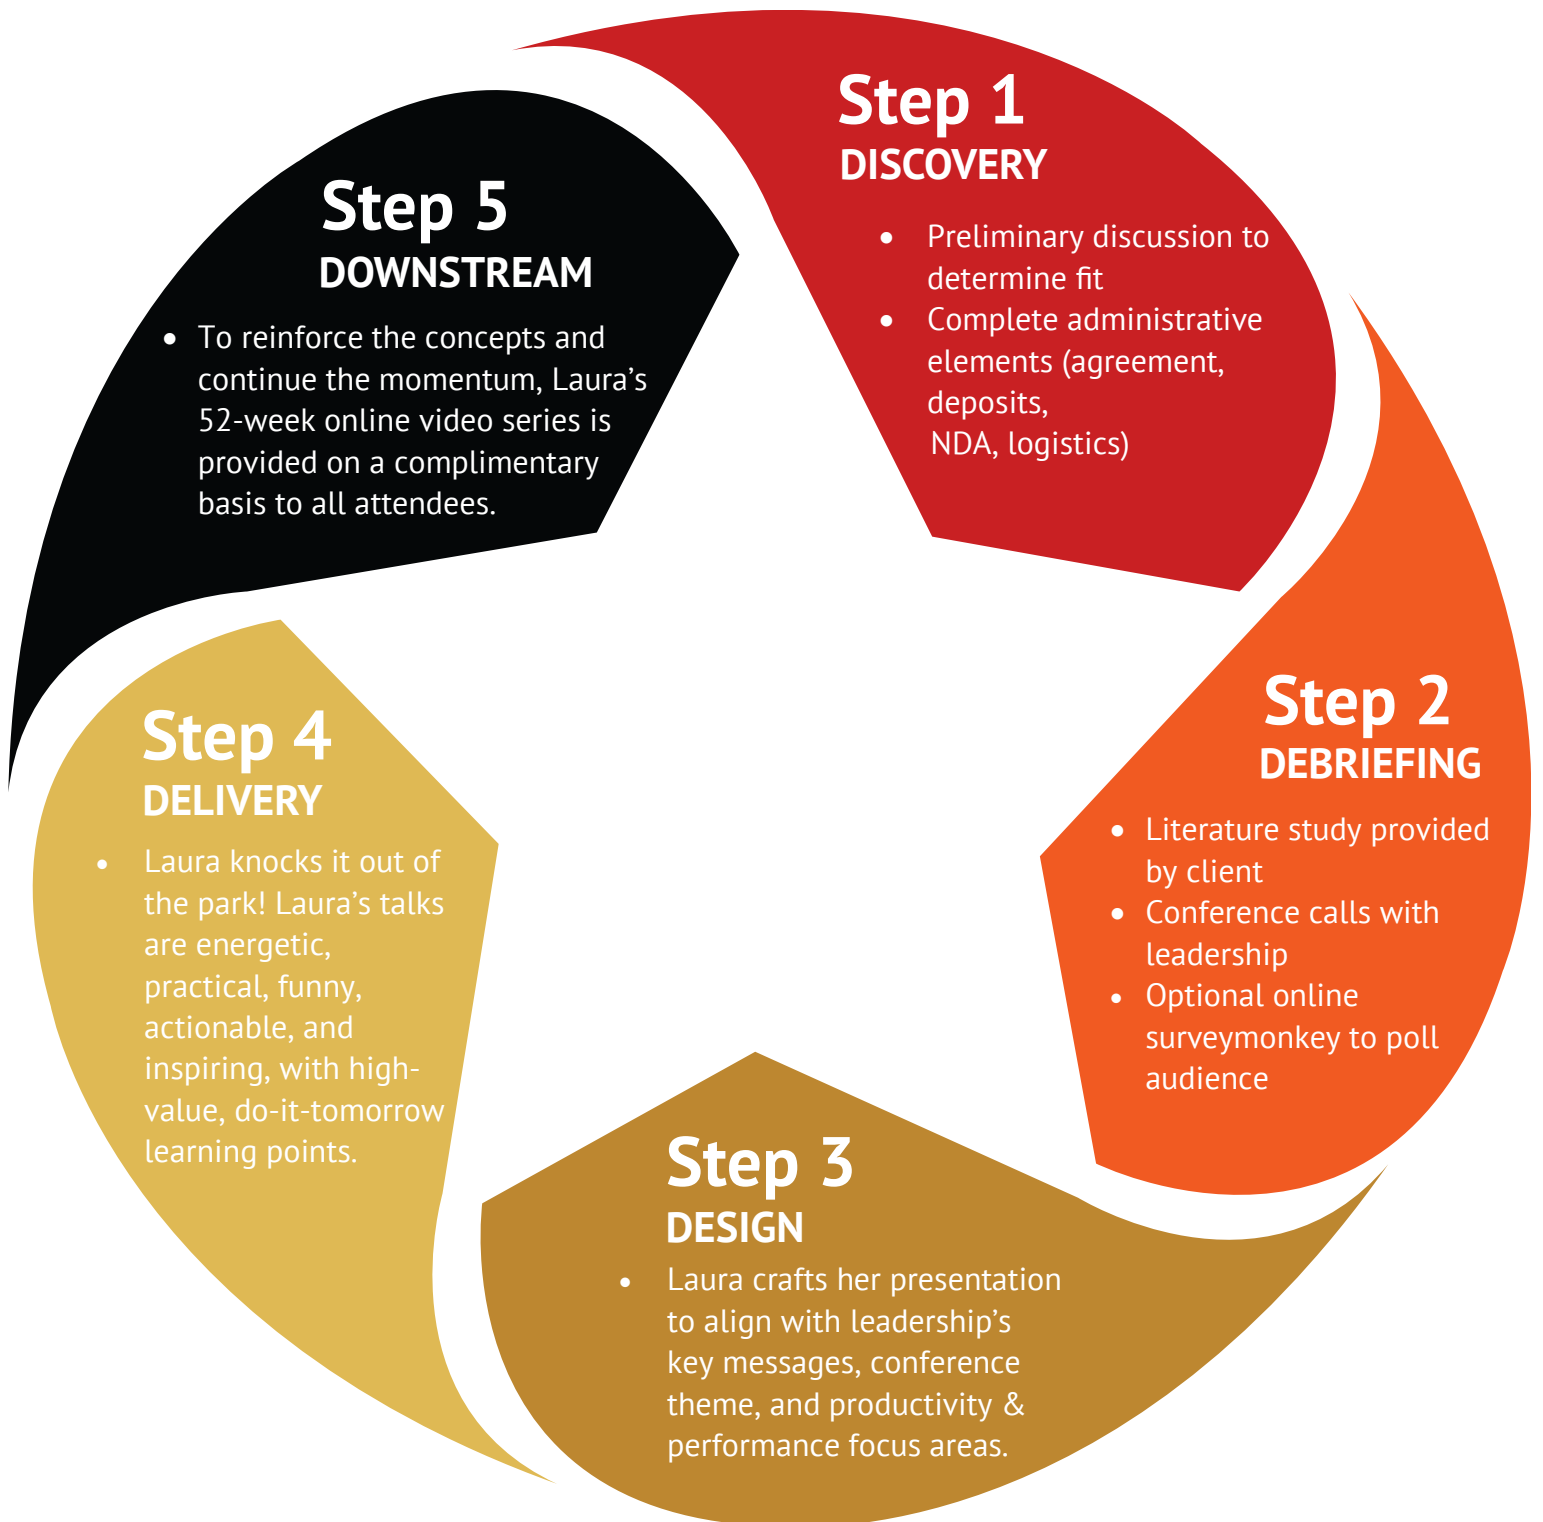 Step 1
DISCOVERY
• Preliminary discussion to
determine fit
• Complete administrative
elements (agreement,
deposits,
NDA, logistics)
Step 2
DEBRIEFING
• Literature study provided
by client
• Conference calls with
leadership
• Optional online
surveymonkey to poll
audience
Step 3
DESIGN
• Laura crafts her presentation
to align with leadership’s
key messages, conference
theme, and productivity &
performance focus areas.
Step 4
DELIVERY
• Laura knocks it out of
the park! Laura’s talks
are energetic,
practical, funny,
actionable, and
inspiring, with high-
value, do-it-tomorrow
learning points.
Step 5
DOWNSTREAM
• To reinforce the concepts and
continue the momentum, Laura’s
52-week online video series is
provided on a complimentary
basis to all attendees.